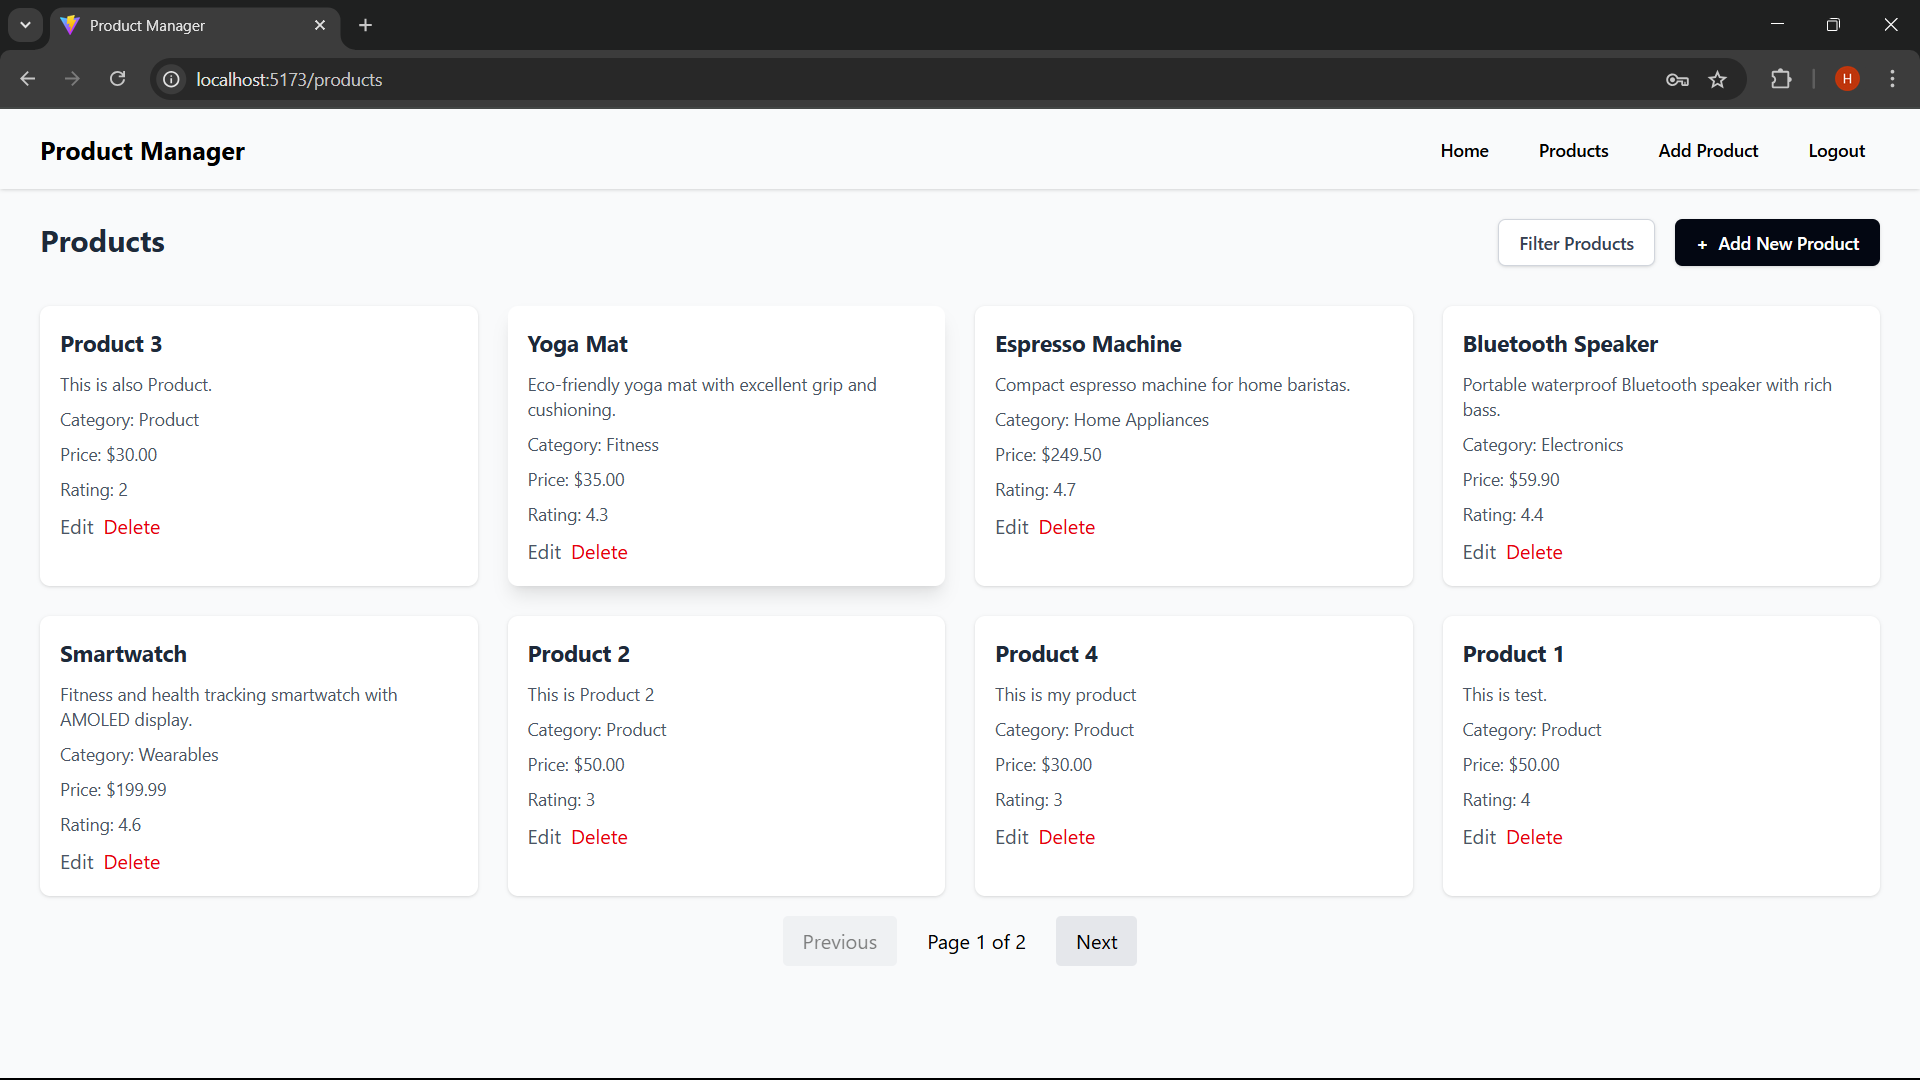 Product Manager
localhost:5173/products
H
Product Manager
Home Products Add Product Logout
Products
Filter Products
+ Add New Product
Product 3
This is also Product.
Category: Product
Price: $30.00
Rating: 2
Edit Delete
Yoga Mat
Eco-friendly yoga mat with excellent grip and
cushioning.
Category: Fitness
Price: $35.00
Rating: 4.3
Edit Delete
Espresso Machine
Compact espresso machine for home baristas.
Category: Home Appliances
Price: $249.50
Rating: 4.7
Edit Delete
Bluetooth Speaker
Portable waterproof Bluetooth speaker with rich
bass.
Category: Electronics
Price: $59.90
Rating: 4.4
Edit Delete
Smartwatch
Fitness and health tracking smartwatch with
AMOLED display.
Category: Wearables
Price: $199.99
Rating: 4.6
Edit Delete
Product 2
This is Product 2
Category: Product
Price: $50.00
Rating: 3
Edit Delete
Product 4
This is my product
Category: Product
Price: $30.00
Rating: 3
Edit Delete
Product 1
This is test.
Category: Product
Price: $50.00
Rating: 4
Edit Delete
Previous Page 1 of 2 Next